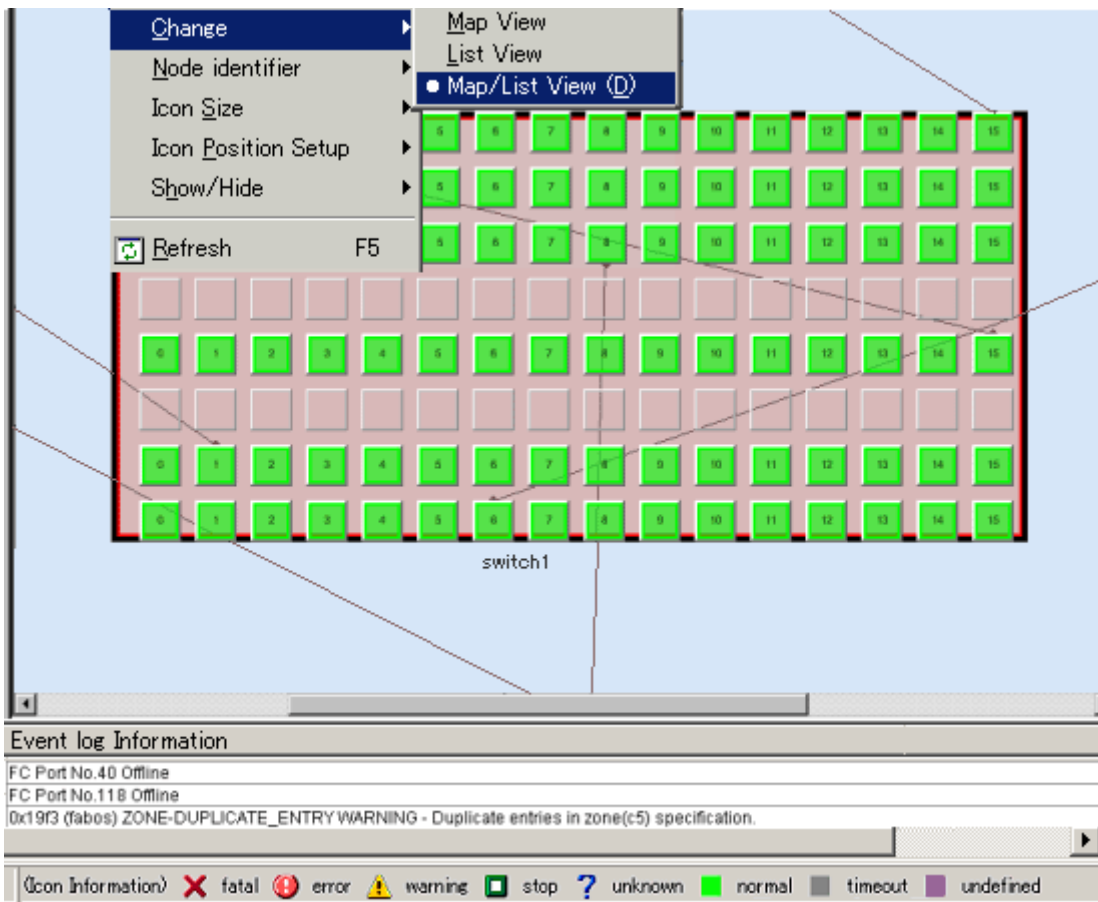 Change
Map View
List View
Map/List View (D)
Node identifier
Icon Size
Icon Position Setup
Show/Hide
Refresh F5
5 6 7 8 9 10 11 12 13 14 15
5 6 7 8 9 10 11 12 13 14 15
5 6 7 8 9 10 11 12 13 14 15
0 1 2 3 4 5 6 7 8 9 10 11 12 13 14 15
0 1 2 3 4 5 6 7 8 9 10 11 12 13 14 15
0 1 2 3 4 5 6 7 8 9 10 11 12 13 14 15
switch1
Event log Information
FC Port No.40 Offline
FC Port No.118 Offline
0x19f3 (fabos) ZONE-DUPLICATE_ENTRY WARNING - Duplicate entries in zone(c5) specification.
(Icon Information) fatal error warning stop unknown normal timeout undefined